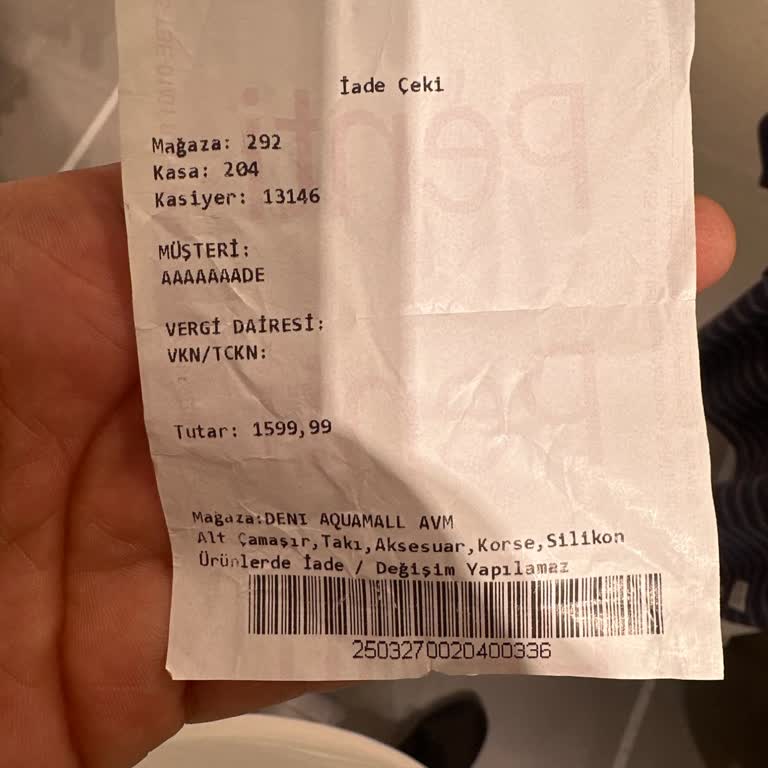 İade Çeki
Mağaza: 292
Kasa: 204
Kasiyer: 13146
MÜŞTERİ:
AAAAAAADE
VERGİ DAİRESİ:
VKN/TCKN:
Tutar: 1599,99
Mağaza:DENI AQUAMALL AVM
Alt Çamaşır,Takı,Aksesuar,Korse,Silikon
Ürünlerde İade / Değişim Yapılamaz
2503270020400336